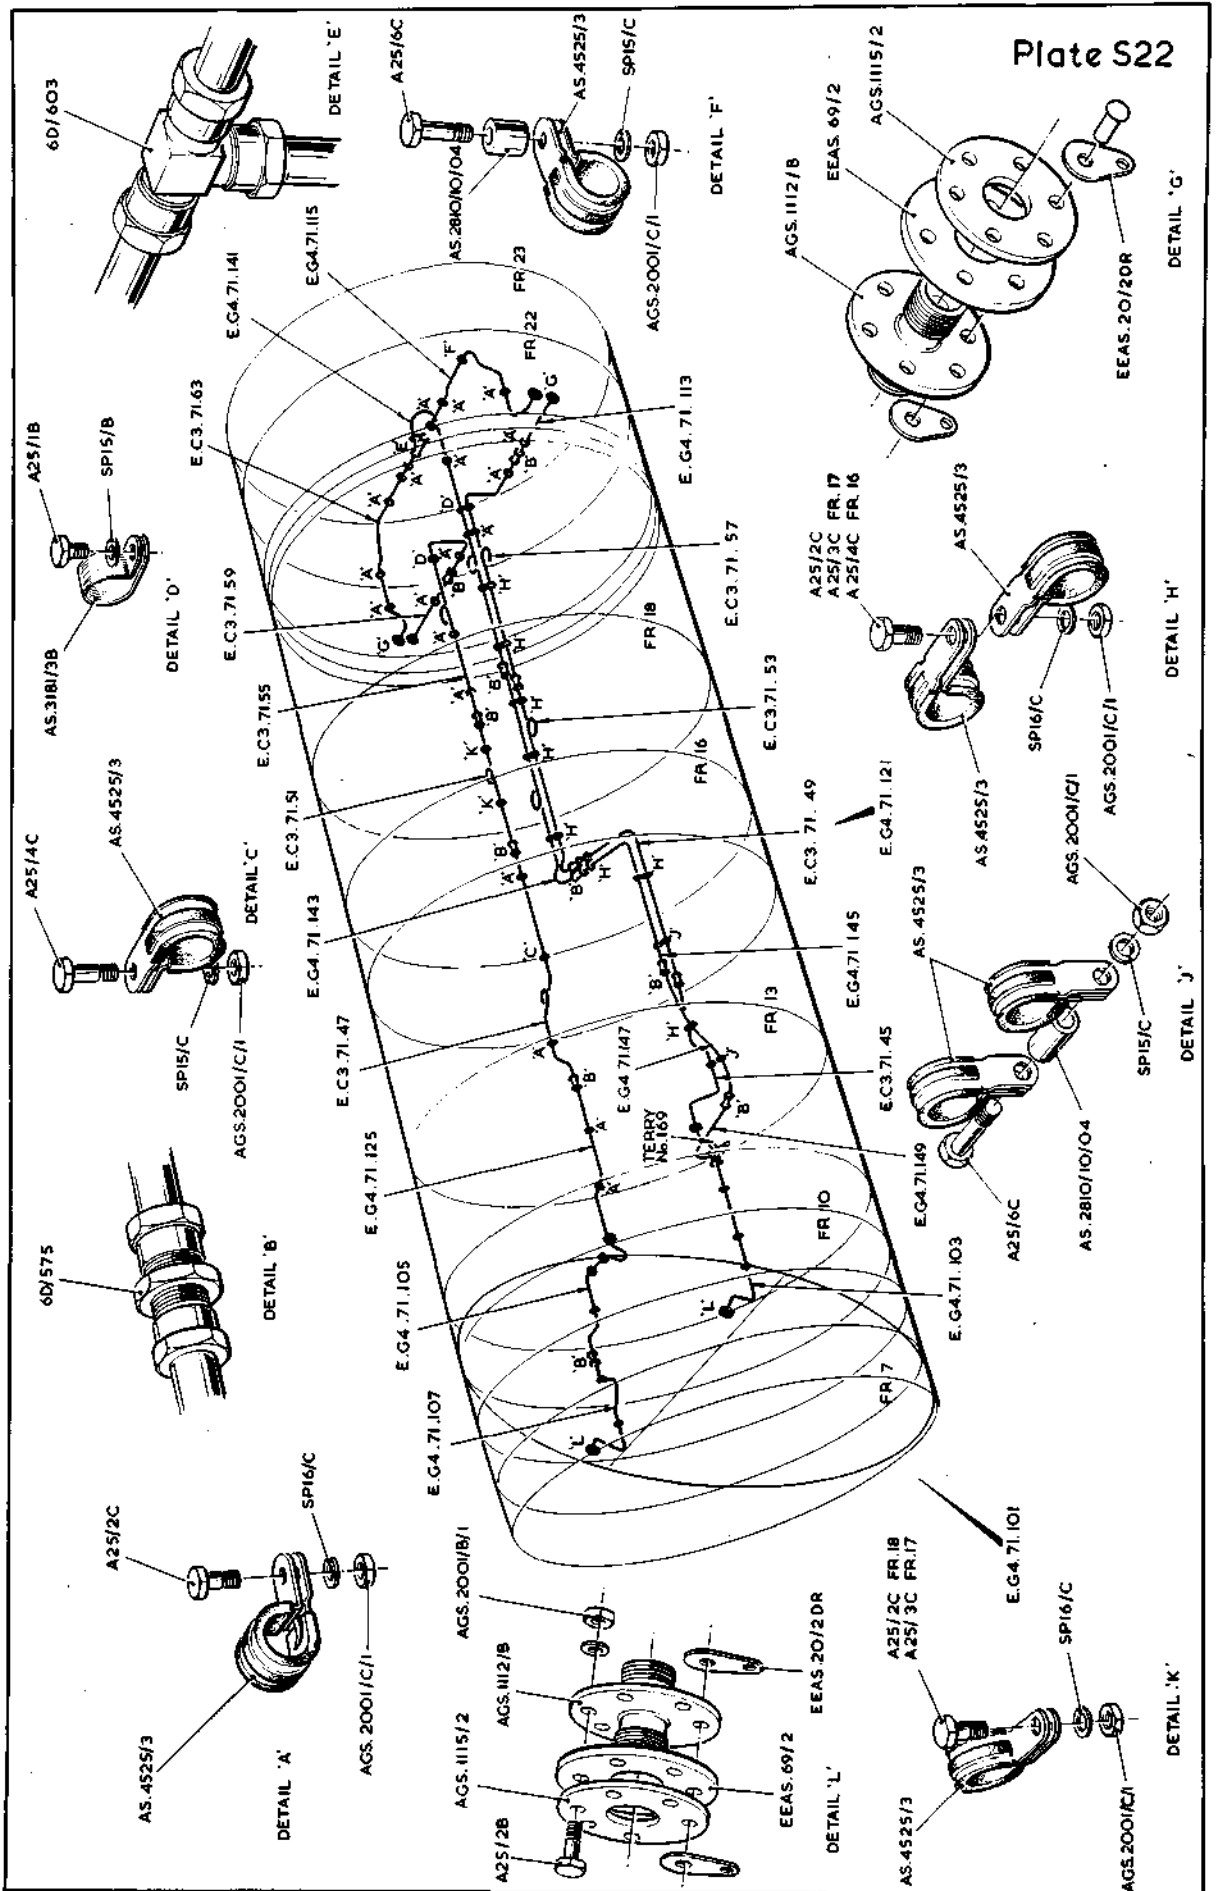 Plate S22
6D/603
DETAIL 'E'
A25/6C
AS.4525/3
SP15/C
AS.2810/10/04
AGS.2001/C/1
DETAIL 'F'
AGS.1115/2
EEAS.69/2
AGS.1112/B
EEAS.20/2DR
DETAIL 'G'
A25/1B
SP15/B
AS.3181/3B
DETAIL 'D'
E.G4.71.115
E.G4.71.141
E.C3.71.63
E.C3.71.59
E.C3.71.55
E.C3.71.51
E.G4.71.143
E.C3.71.47
E.G4.71.125
E.G4.71.105
E.G4.71.107
FR.23
FR.22
FR.18
FR.16
FR.13
FR.10
FR.7
E.G4.71.113
E.C3.71.57
E.C3.71.53
E.C3.71.49
E.G4.71.121
E.G4.71.145
E.G4.71.147
E.C3.71.45
E.G4.71.149
E.G4.71.103
E.G4.71.101
TERRY
No.169
'F'
'A'
'A'
'A'
'G'
'E'
'A'
'A'
'A'
'A'
'B'
'A'
'A'
'D'
'A'
'A'
'G'
'D'
'A'
'B'
'A'
'A'
'H'
'H'
'B'
'H'
'H'
'H'
'A'
'B'
'K'
'K'
'B'
'A'
'B'
'H'
'H'
'C'
'J'
'B'
'H'
'J'
'B'
'A'
'B'
'A'
'A'
'B'
'L'
'L'
A25/4C
AS.4525/3
DETAIL 'C'
SP15/C
AGS.2001/C/1
6D/575
DETAIL 'B'
A25/2C
SP16/C
AS.4525/3
AGS.2001/C/1
DETAIL 'A'
A25/2C
A25/3C FR.17
A25/4C FR.16
AS.4525/3
AS.4525/3
SP16/C
AGS.2001/C/1
DETAIL 'H'
AS.4525/3
AGS.2001/C/1
SP15/C
A25/6C
AS.2810/10/04
DETAIL 'J'
AGS.2001/B/1
AGS.1112/B
AGS.1115/2
A25/2B
EEAS.20/2DR
EEAS.69/2
DETAIL 'L'
A25/2C FR.18
A25/3C FR.17
SP16/C
AS.4525/3
AGS.2001/C/1
DETAIL 'K'